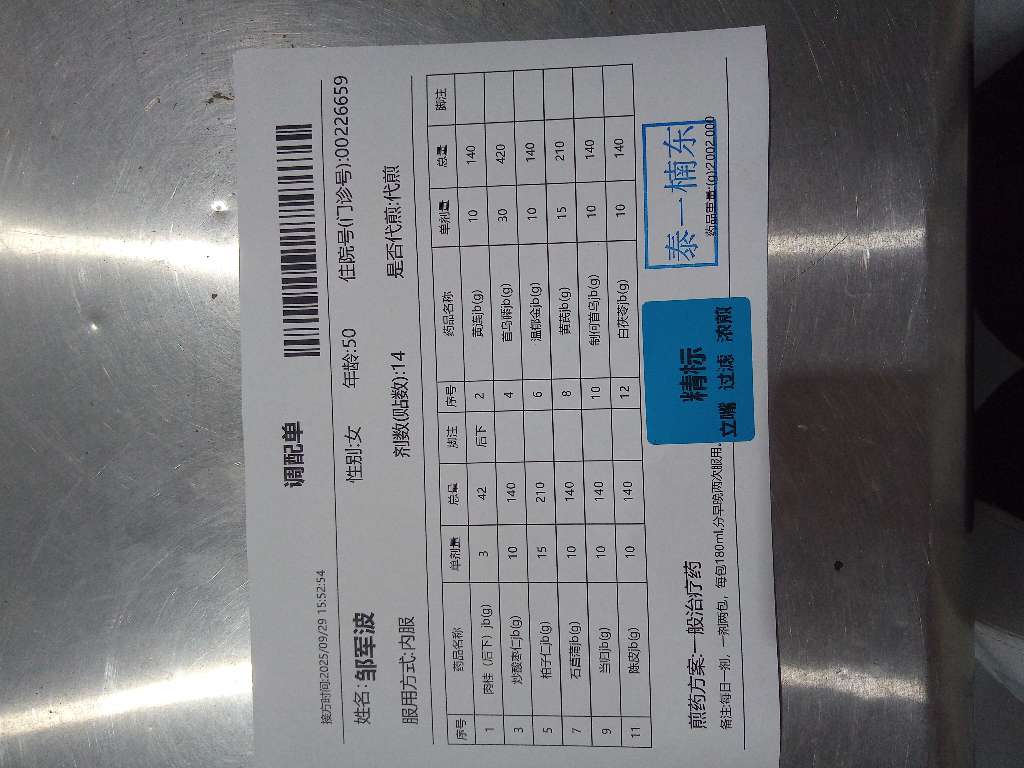 调配单
接方时间:2025/09/29 15:52:54
姓名:邹军波 性别:女 年龄:50 住院号(门诊号):00226659
服用方式:内服 剂数(贴数):14 是否代煎:代煎
序号 药品名称 单剂量 总量 脚注 序号 药品名称 单剂量 总量 脚注
1 肉桂（后下）jb(g) 3 42 后下 2 黄连jb(g) 10 140
3 炒酸枣仁jb(g) 10 140 4 首乌藤jb(g) 30 420
5 柏子仁jb(g) 15 210 6 温郁金jb(g) 10 140
7 石菖蒲jb(g) 10 140 8 黄芪jb(g) 15 210
9 当归jb(g) 10 140 10 制何首乌jb(g) 10 140
11 陈皮jb(g) 10 140 12 白茯苓jb(g) 10 140
煎药方案:一般治疗药
精标
立嘴 过滤 浓煎
泰一楠东
药品重量:(g)2002.000
备注:每日一剂，一剂两包，每包180mL分早晚两次服用.